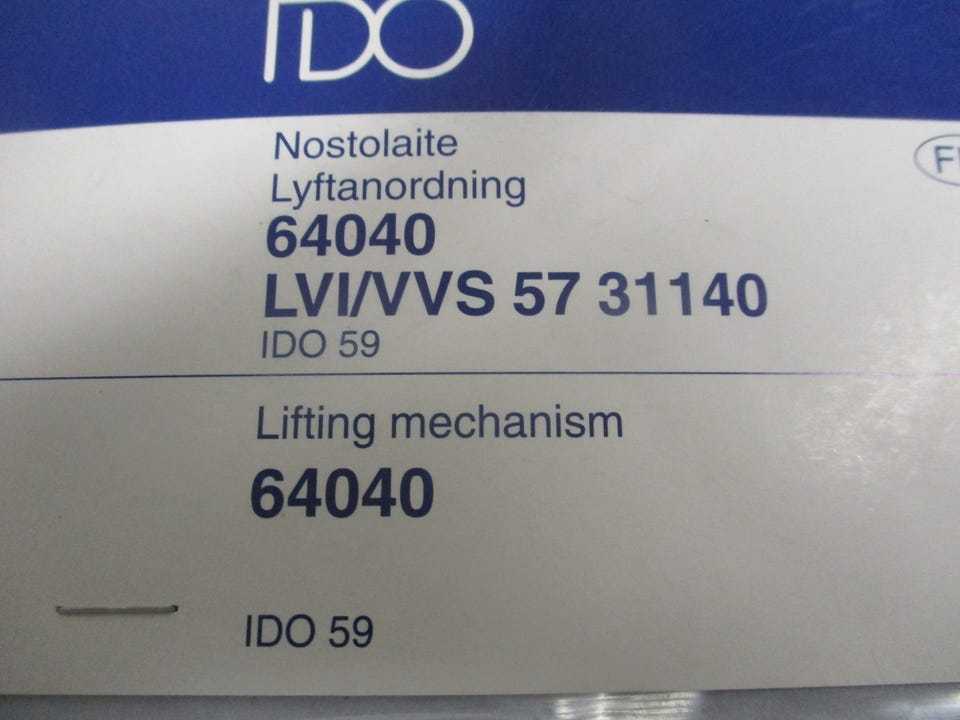 IDO
Nostolaite
Lyftanordning
64040
LVI/VVS 57 31140
IDO 59
Lifting mechanism
64040
IDO 59